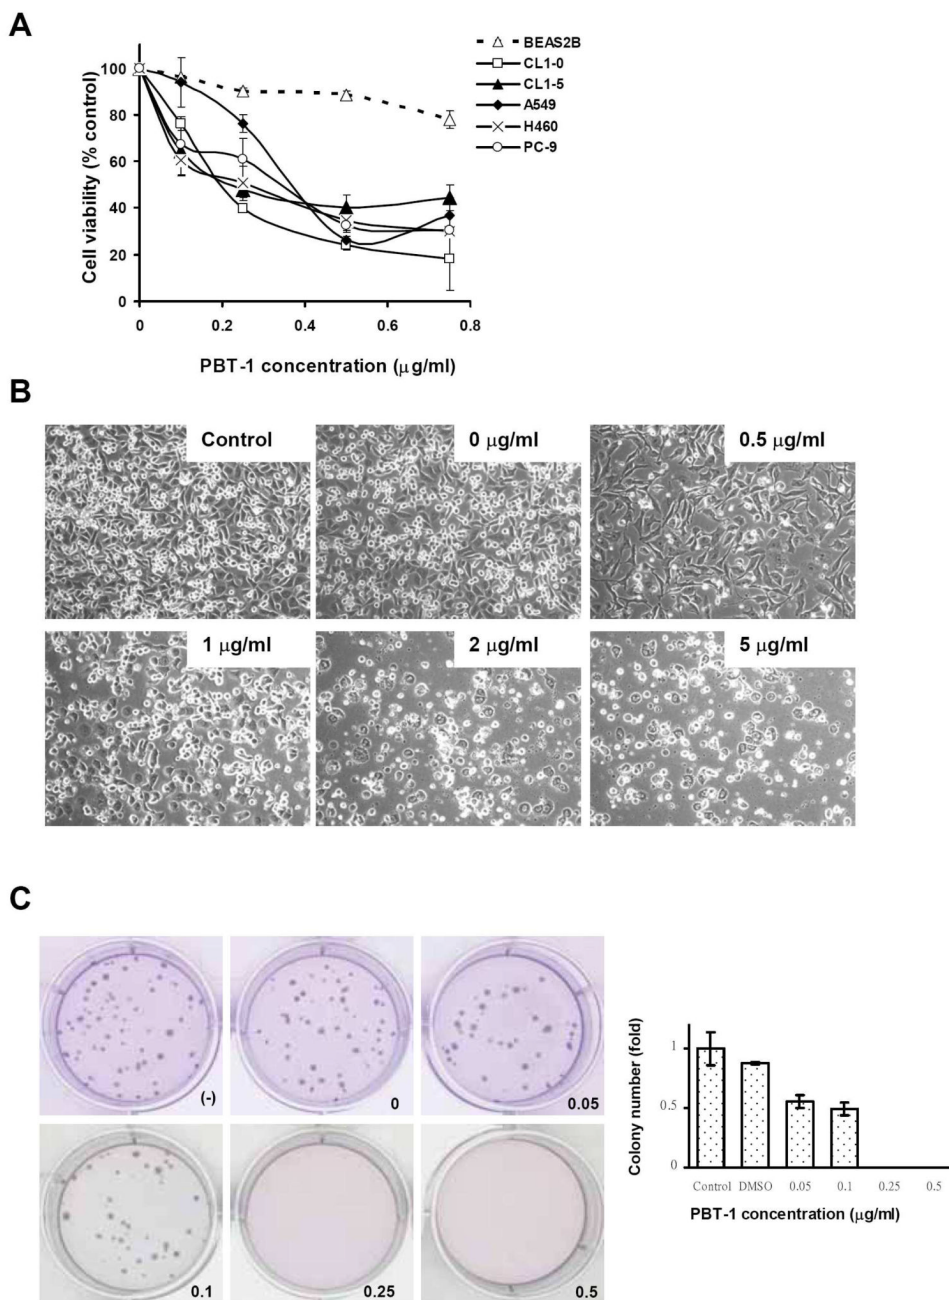 A
BEAS2B
CL1-0
CL1-5
A549
H460
PC-9
Cell viability (% control)
100
80
60
40
20
0
0 0.2 0.4 0.6 0.8
PBT-1 concentration (μg/ml)
B
Control 0 μg/ml 0.5 μg/ml
1 μg/ml 2 μg/ml 5 μg/ml
C
(-) 0 0.05
0.1 0.25 0.5
Colony number (fold)
1
0.5
0
Control DMSO 0.05 0.1 0.25 0.5
PBT-1 concentration (μg/ml)